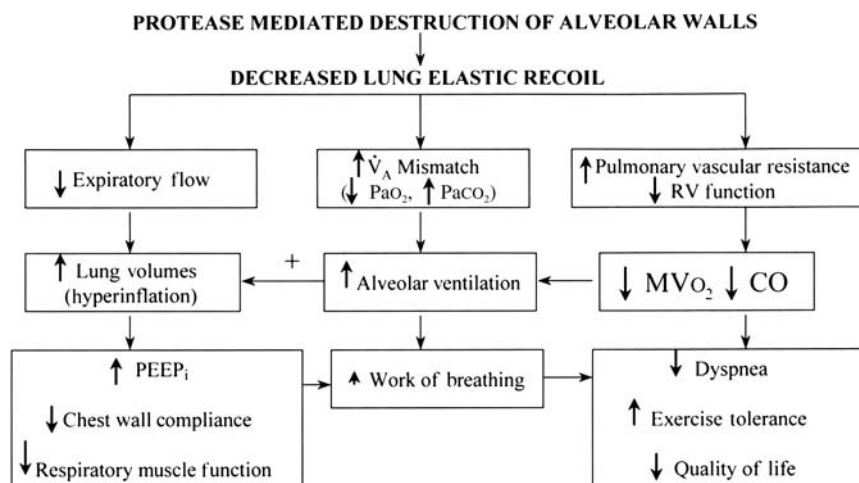 PROTEASE MEDIATED DESTRUCTION OF ALVEOLAR WALLS
DECREASED LUNG ELASTIC RECOIL
↓ Expiratory flow
↑ V̇A Mismatch
(↓ PaO₂, ↑ PaCO₂)
↑ Pulmonary vascular resistance
↓ RV function
↑ Lung volumes
(hyperinflation)
+
↑ Alveolar ventilation
↓ MVO₂ ↓ CO
↑ PEEPi
↓ Chest wall compliance
↓ Respiratory muscle function
↑ Work of breathing
↓ Dyspnea
↑ Exercise tolerance
↓ Quality of life